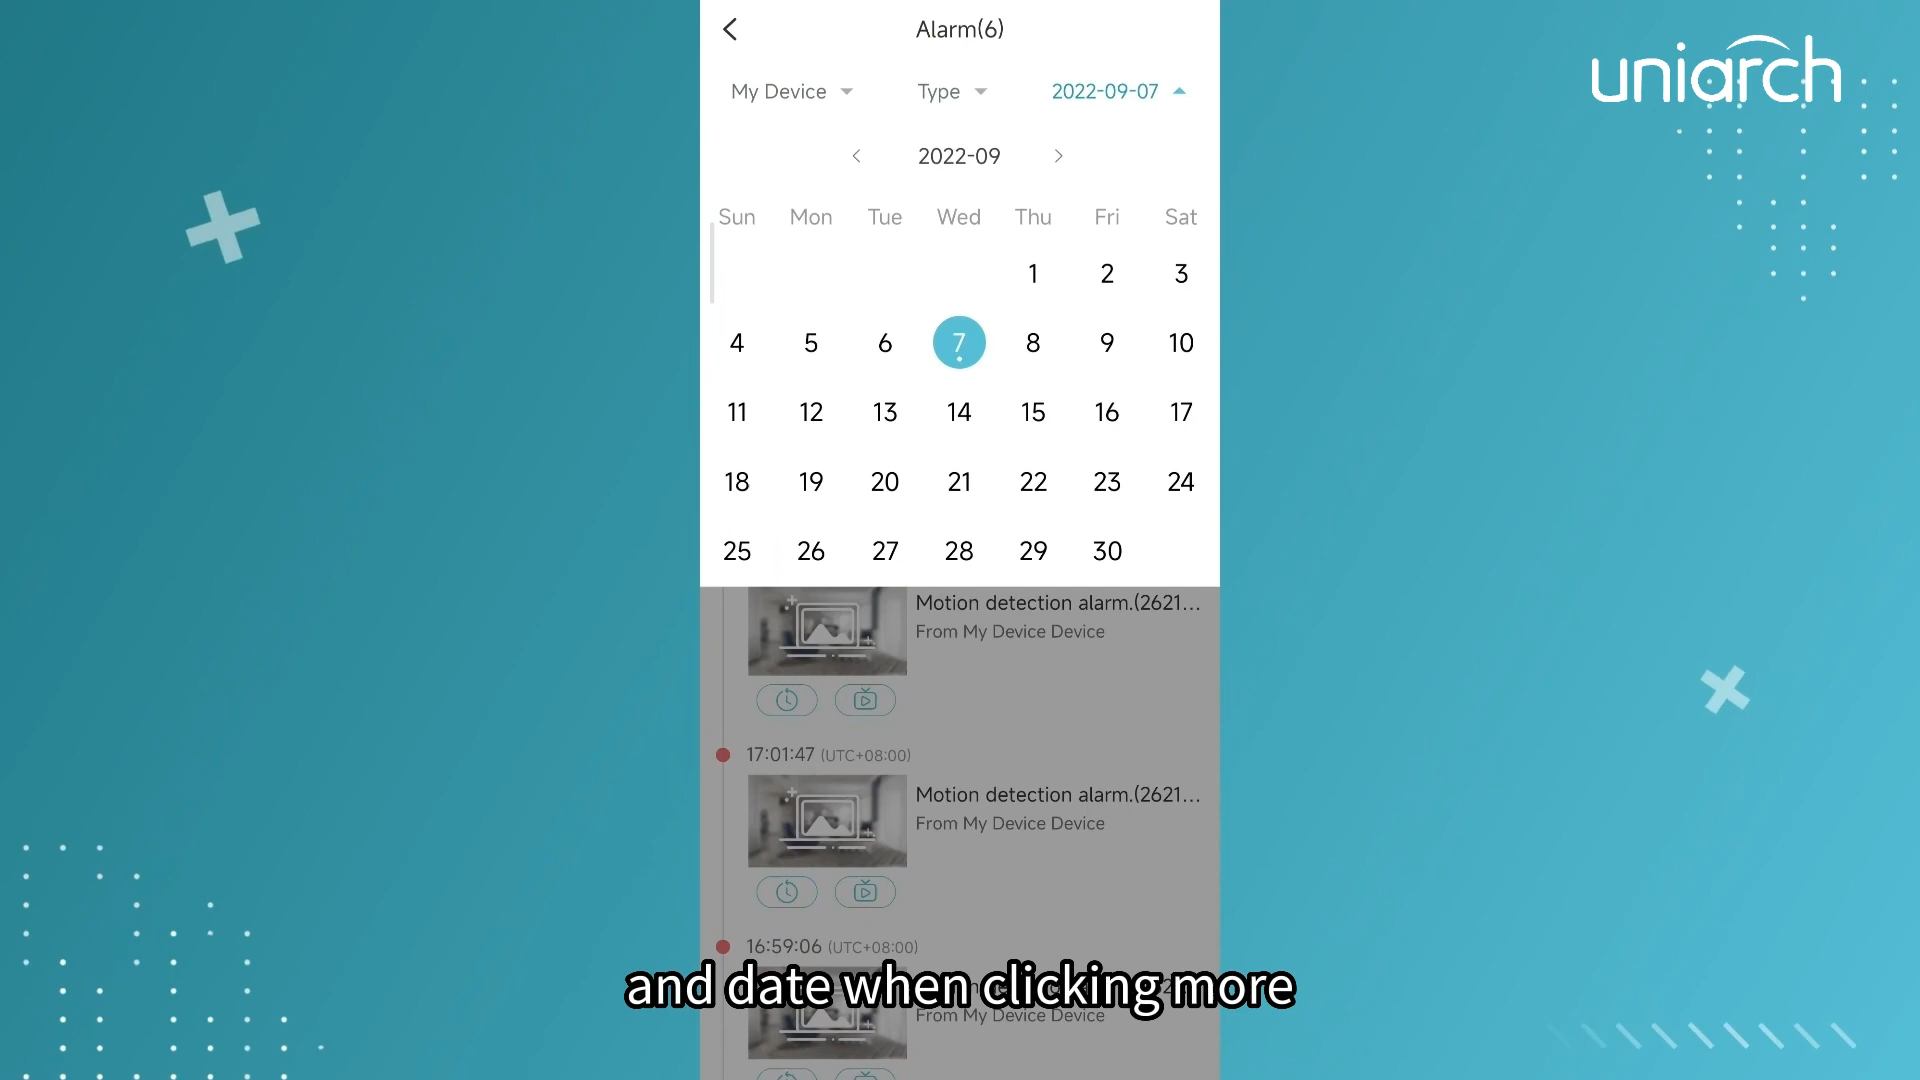 Alarm(6)
uniarch
My Device
Type
2022-09-07
2022-09
Sun Mon Tue Wed Thu Fri Sat
1 2 3
4 5 6 7 8 9 10
11 12 13 14 15 16 17
18 19 20 21 22 23 24
25 26 27 28 29 30
Motion detection alarm.(2621...
From My Device Device
17:01:47 (UTC+08:00)
Motion detection alarm.(2621...
From My Device Device
16:59:06 (UTC+08:00)
and date when clicking more
From My Device Device